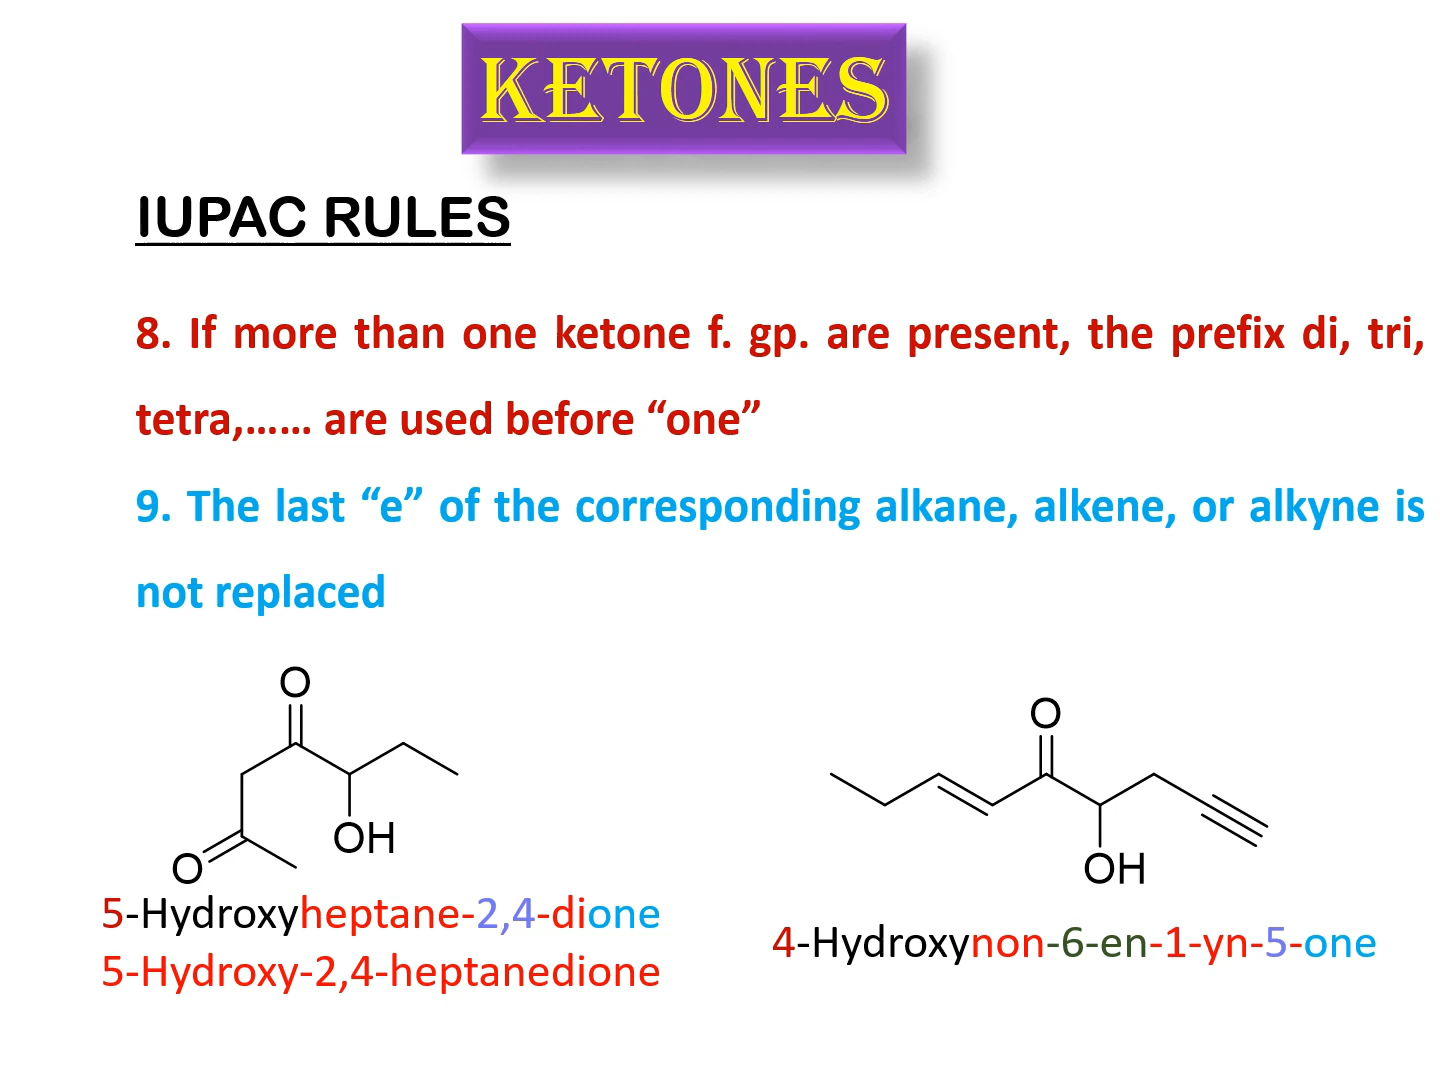 KETONES
IUPAC RULES
8. If more than one ketone f. gp. are present, the prefix di, tri,
tetra,...... are used before “one”
9. The last “e” of the corresponding alkane, alkene, or alkyne is
not replaced
O
OH
O
5-Hydroxyheptane-2,4-dione
5-Hydroxy-2,4-heptanedione
O
OH
4-Hydroxynon-6-en-1-yn-5-one